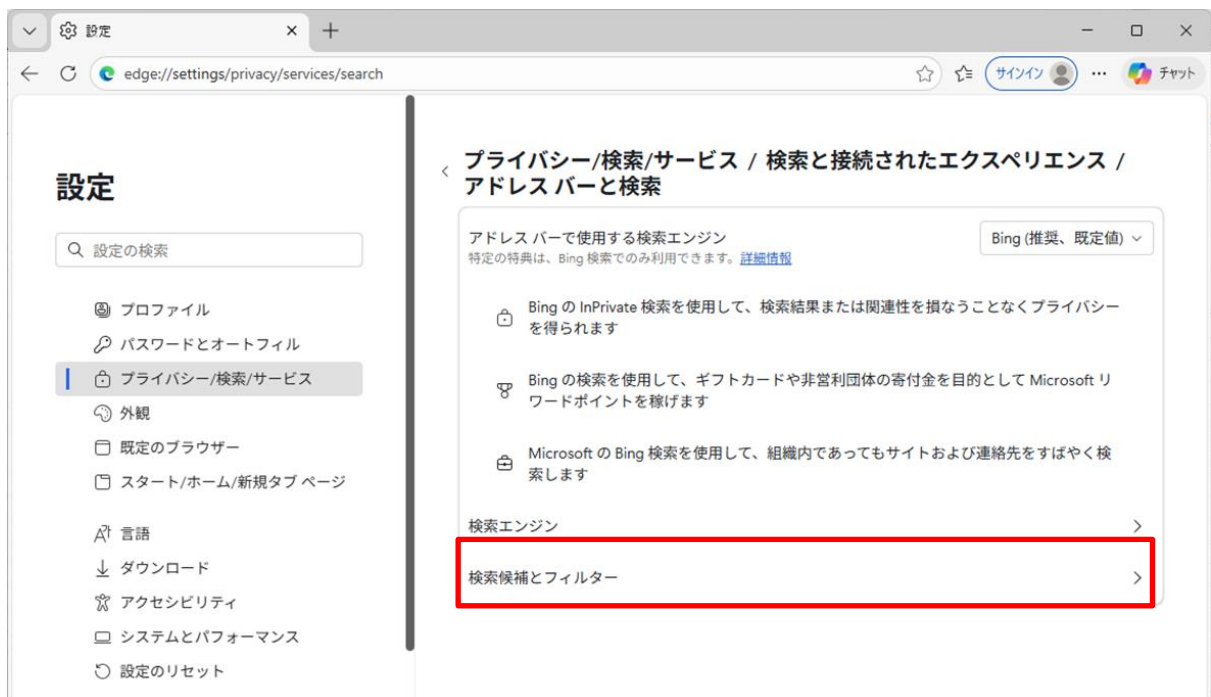 設定
edge://settings/privacy/services/search
サインイン
チャット
設定
設定の検索
プロファイル
パスワードとオートフィル
プライバシー/検索/サービス
外観
既定のブラウザー
スタート/ホーム/新規タブ ページ
言語
ダウンロード
アクセシビリティ
システムとパフォーマンス
設定のリセット
プライバシー/検索/サービス / 検索と接続されたエクスペリエンス /
アドレス バーと検索
アドレス バーで使用する検索エンジン
Bing (推奨、既定値)
特定の特典は、Bing 検索でのみ利用できます。詳細情報
Bing の InPrivate 検索を使用して、検索結果または関連性を損なうことなくプライバシー
を得られます
Bing の検索を使用して、ギフトカードや非営利団体の寄付金を目的として Microsoft リ
ワードポイントを稼げます
Microsoft の Bing 検索を使用して、組織内であってもサイトおよび連絡先をすばやく検
索します
検索エンジン
検索候補とフィルター